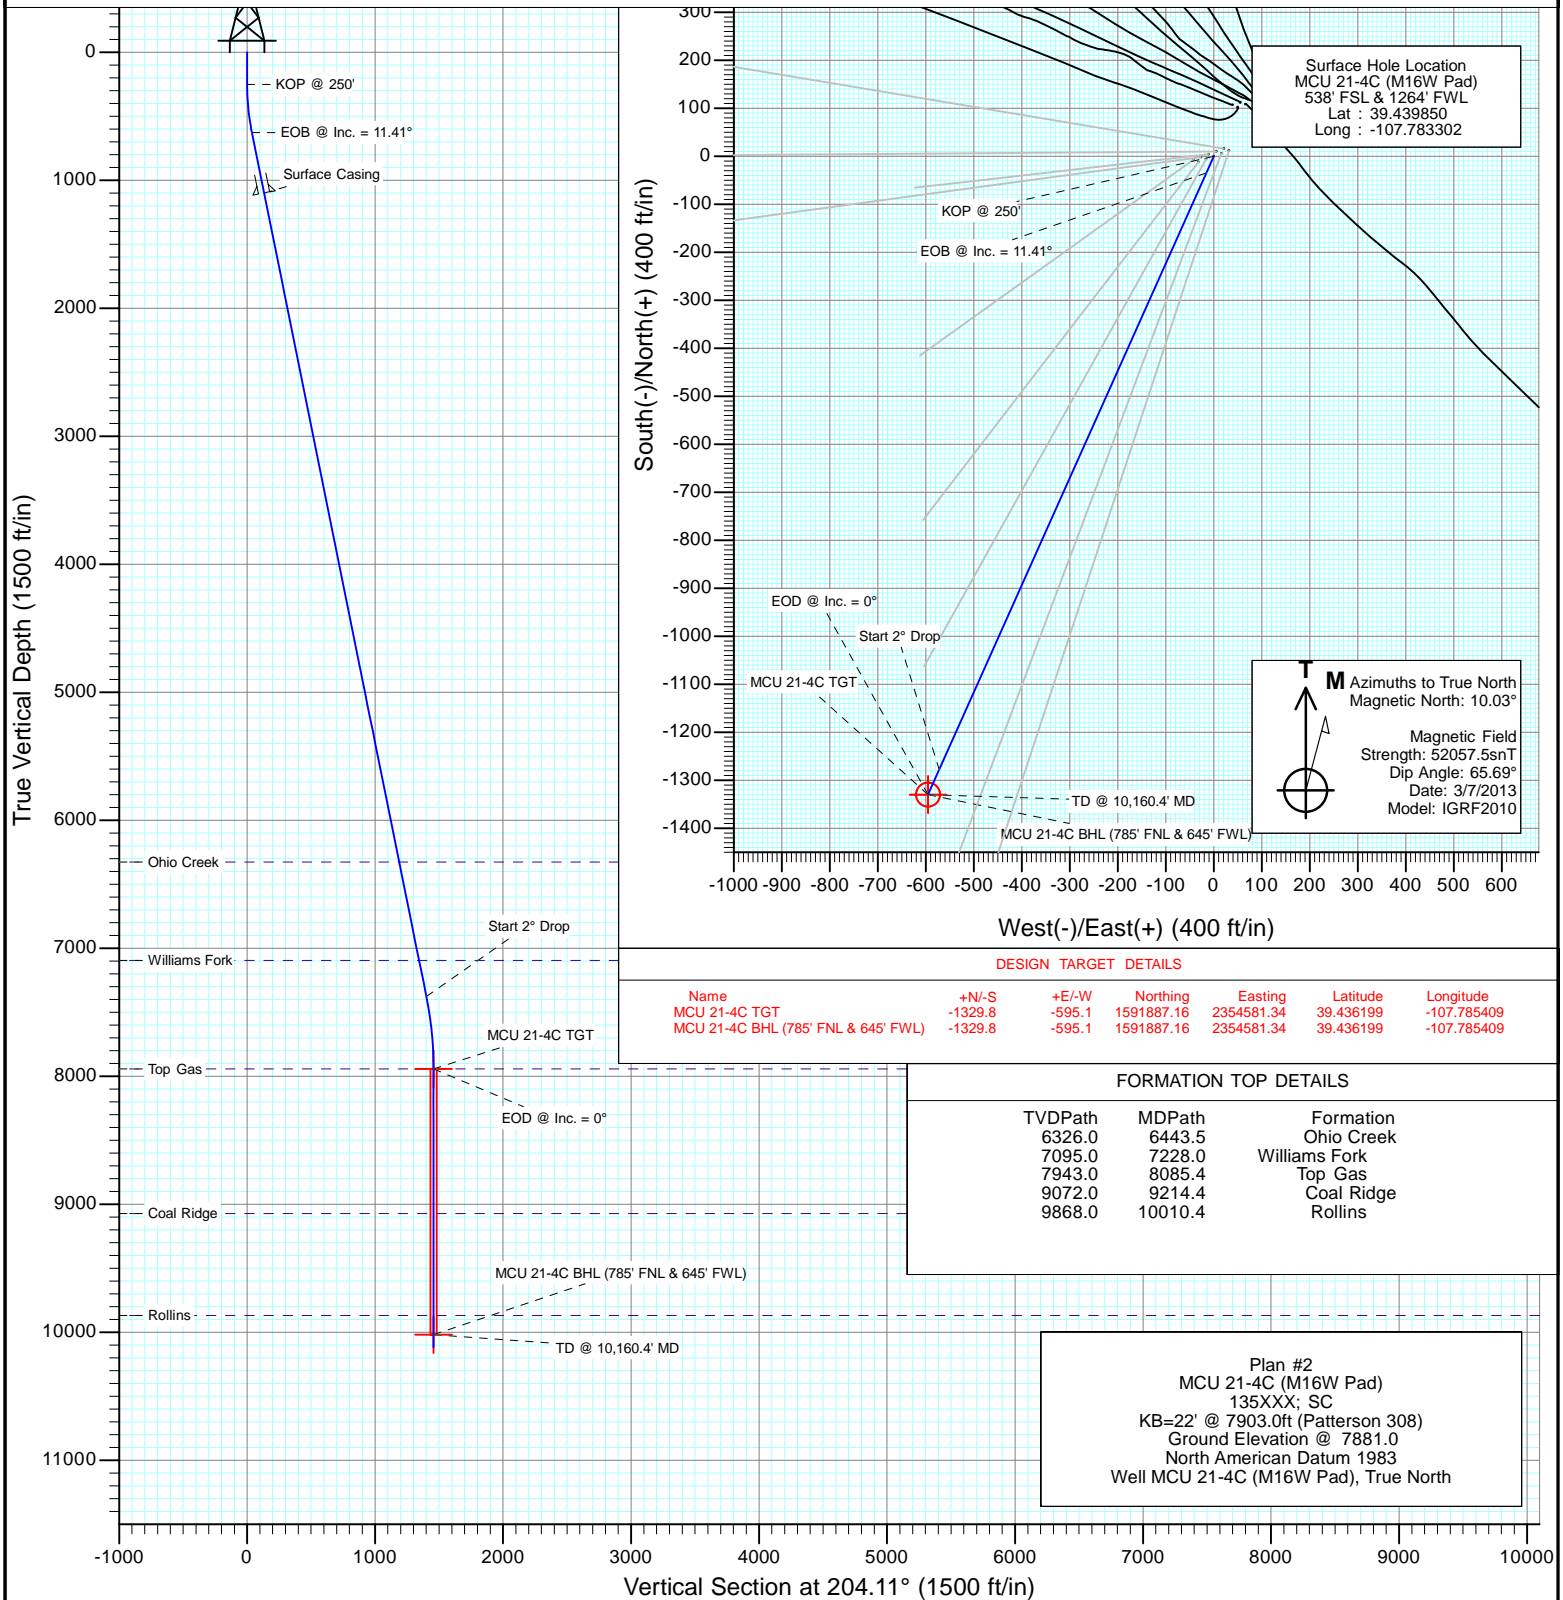 0
1000
2000
3000
4000
5000
6000
7000
8000
9000
10000
11000
True Vertical Depth (1500 ft/in)
KOP @ 250'
EOB @ Inc. = 11.41°
Surface Casing
Ohio Creek
Williams Fork
Top Gas
Coal Ridge
Rollins
Start 2° Drop
MCU 21-4C TGT
EOD @ Inc. = 0°
MCU 21-4C BHL (785' FNL & 645' FWL)
TD @ 10,160.4' MD
-1000 0 1000 2000 3000 4000 5000 6000 7000 8000 9000 10000
Vertical Section at 204.11° (1500 ft/in)
300
200
100
0
-100
-200
-300
-400
-500
-600
-700
-800
-900
-1000
-1100
-1200
-1300
-1400
South(-)/North(+) (400 ft/in)
KOP @ 250'
EOB @ Inc. = 11.41°
EOD @ Inc. = 0°
Start 2° Drop
MCU 21-4C TGT
TD @ 10,160.4' MD
MCU 21-4C BHL (785' FNL & 645' FWL)
-1000 -900 -800 -700 -600 -500 -400 -300 -200 -100 0 100 200 300 400 500 600
West(-)/East(+) (400 ft/in)
Surface Hole Location
MCU 21-4C (M16W Pad)
538' FSL & 1264' FWL
Lat : 39.439850
Long : -107.783302
T
M
Azimuths to True North
Magnetic North: 10.03°
Magnetic Field
Strength: 52057.5snT
Dip Angle: 65.69°
Date: 3/7/2013
Model: IGRF2010
DESIGN TARGET DETAILS
Name +N/-S +E/-W Northing Easting Latitude Longitude
MCU 21-4C TGT -1329.8 -595.1 1591887.16 2354581.34 39.436199 -107.785409
MCU 21-4C BHL (785' FNL & 645' FWL) -1329.8 -595.1 1591887.16 2354581.34 39.436199 -107.785409
FORMATION TOP DETAILS
TVDPath MDPath Formation
6326.0 6443.5 Ohio Creek
7095.0 7228.0 Williams Fork
7943.0 8085.4 Top Gas
9072.0 9214.4 Coal Ridge
9868.0 10010.4 Rollins
Plan #2
MCU 21-4C (M16W Pad)
135XXX; SC
KB=22' @ 7903.0ft (Patterson 308)
Ground Elevation @ 7881.0
North American Datum 1983
Well MCU 21-4C (M16W Pad), True North